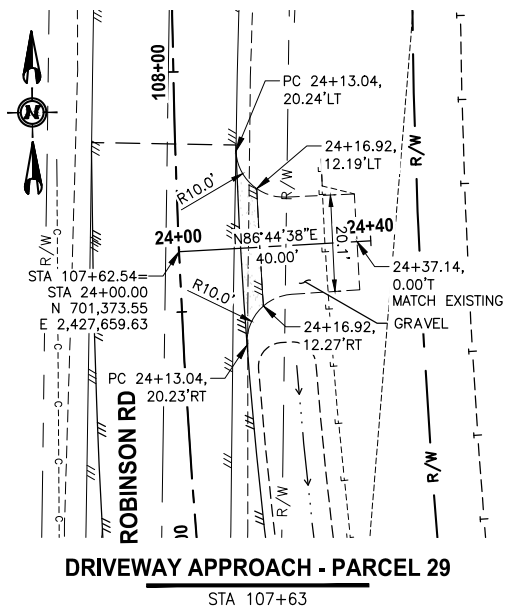 108+00
PC 24+13.04,
20.24'LT
24+16.92,
12.19'LT
N
R/W
R/W
R10.0'
C
R/W
F
T
24+00
N86°44'38"E
40.00'
20.1'
24+40
STA 107+62.54=
STA 24+00.00
N 701,373.55
E 2,427,659.63
R10.0'
24+37.14,
0.00'T
MATCH EXISTING
GRAVEL
24+16.92,
12.27'RT
PC 24+13.04,
20.23'RT
ROBINSON RD
R/W
R/W
R/W
F
F
F
T
T
C
C
00
DRIVEWAY APPROACH - PARCEL 29
STA 107+63